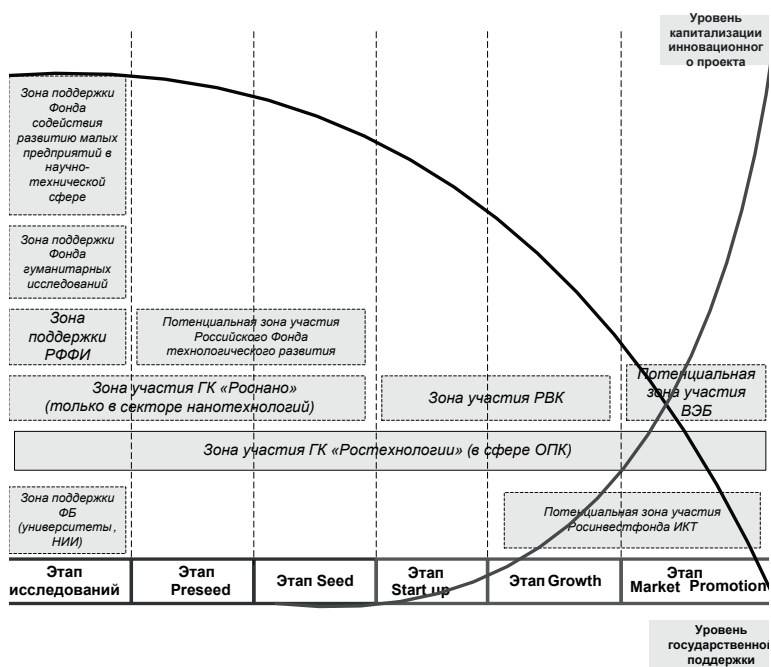 Уровень
капитализации
инновационног
о проекта
Зона поддержки
Фонда
содействия
развитию малых
предприятий в
научно-
технической
сфере
Зона поддержки
Фонда
гуманитарных
исследований
Зона
поддержки
РФФИ
Потенциальная зона участия
Российского Фонда
технологического развития
Зона участия ГК «Роснано»
(только в секторе нанотехнологий)
Зона участия РВК
Потенциальная
зона участия
ВЭБ
Зона участия ГК «Ростехнологии» (в сфере ОПК)
Зона поддержки
ФБ
(университеты,
НИИ)
Потенциальная зона участия
Росинвестфонда ИКТ
Этап
исследований
Этап
Preseed
Этап Seed
Этап
Start up
Этап Growth
Этап
Market Promotion
Уровень
государственной
поддержки